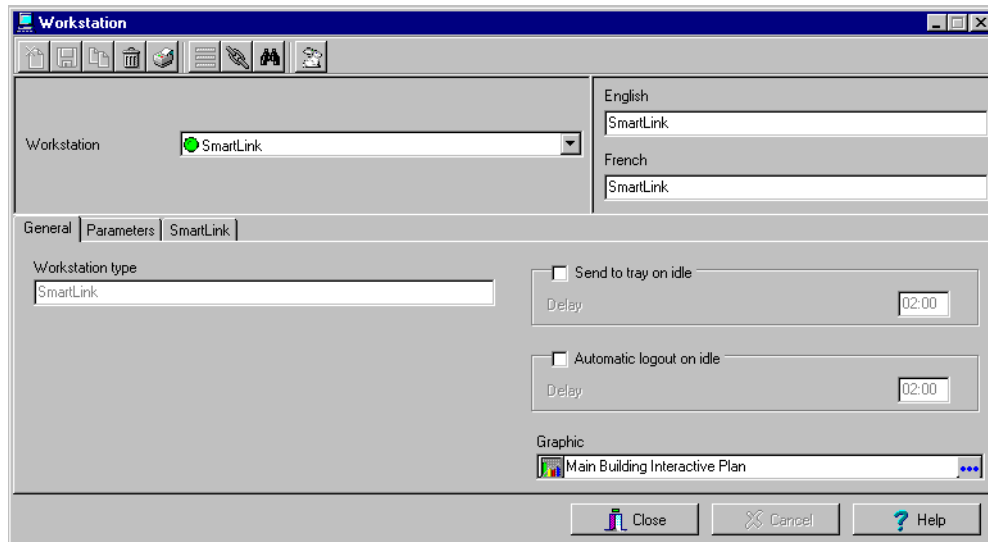 Workstation
English
SmartLink
Workstation
SmartLink
French
SmartLink
General
Parameters
SmartLink
Workstation type
SmartLink
Send to tray on idle
Delay
02:00
Automatic logout on idle
Delay
02:00
Graphic
Main Building Interactive Plan
Close
Cancel
Help